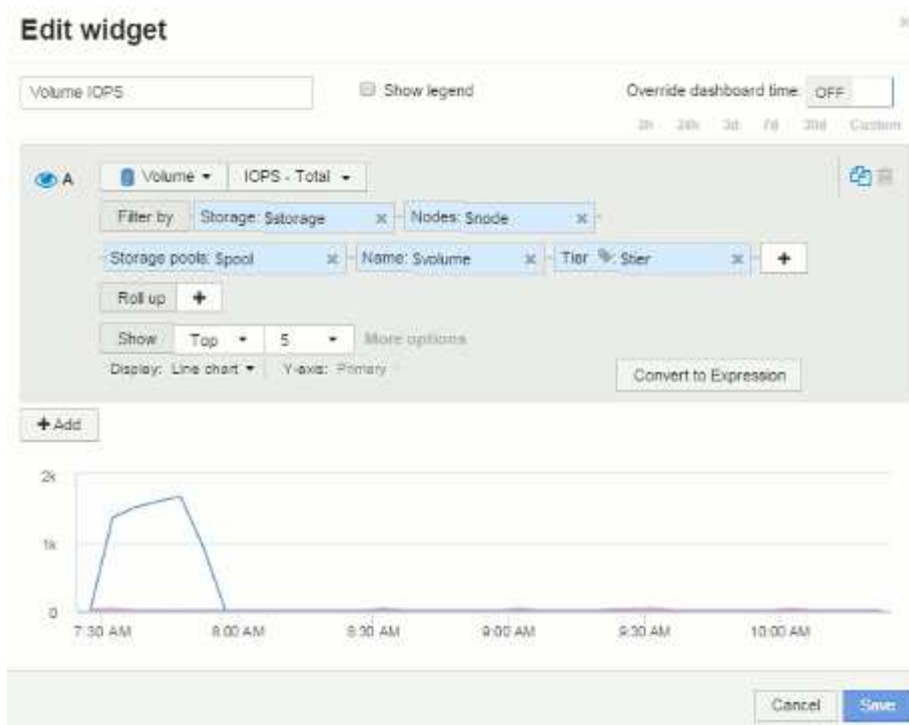 Edit widget
Volume IOPS
Show legend
Override dashboard time: OFF
3h 24h 3d 7d 30d Custom
A Volume IOPS - Total
Filter by Storage: $storage Nodes: $node
Storage pools: $pool Name: $volume Tier $tier +
Roll up +
Show Top 5 More options
Display: Line chart Y-axis: Primary Convert to Expression
+ Add
2k
1k
0
7:30 AM 8:00 AM 8:30 AM 9:00 AM 9:30 AM 10:00 AM
Cancel Save